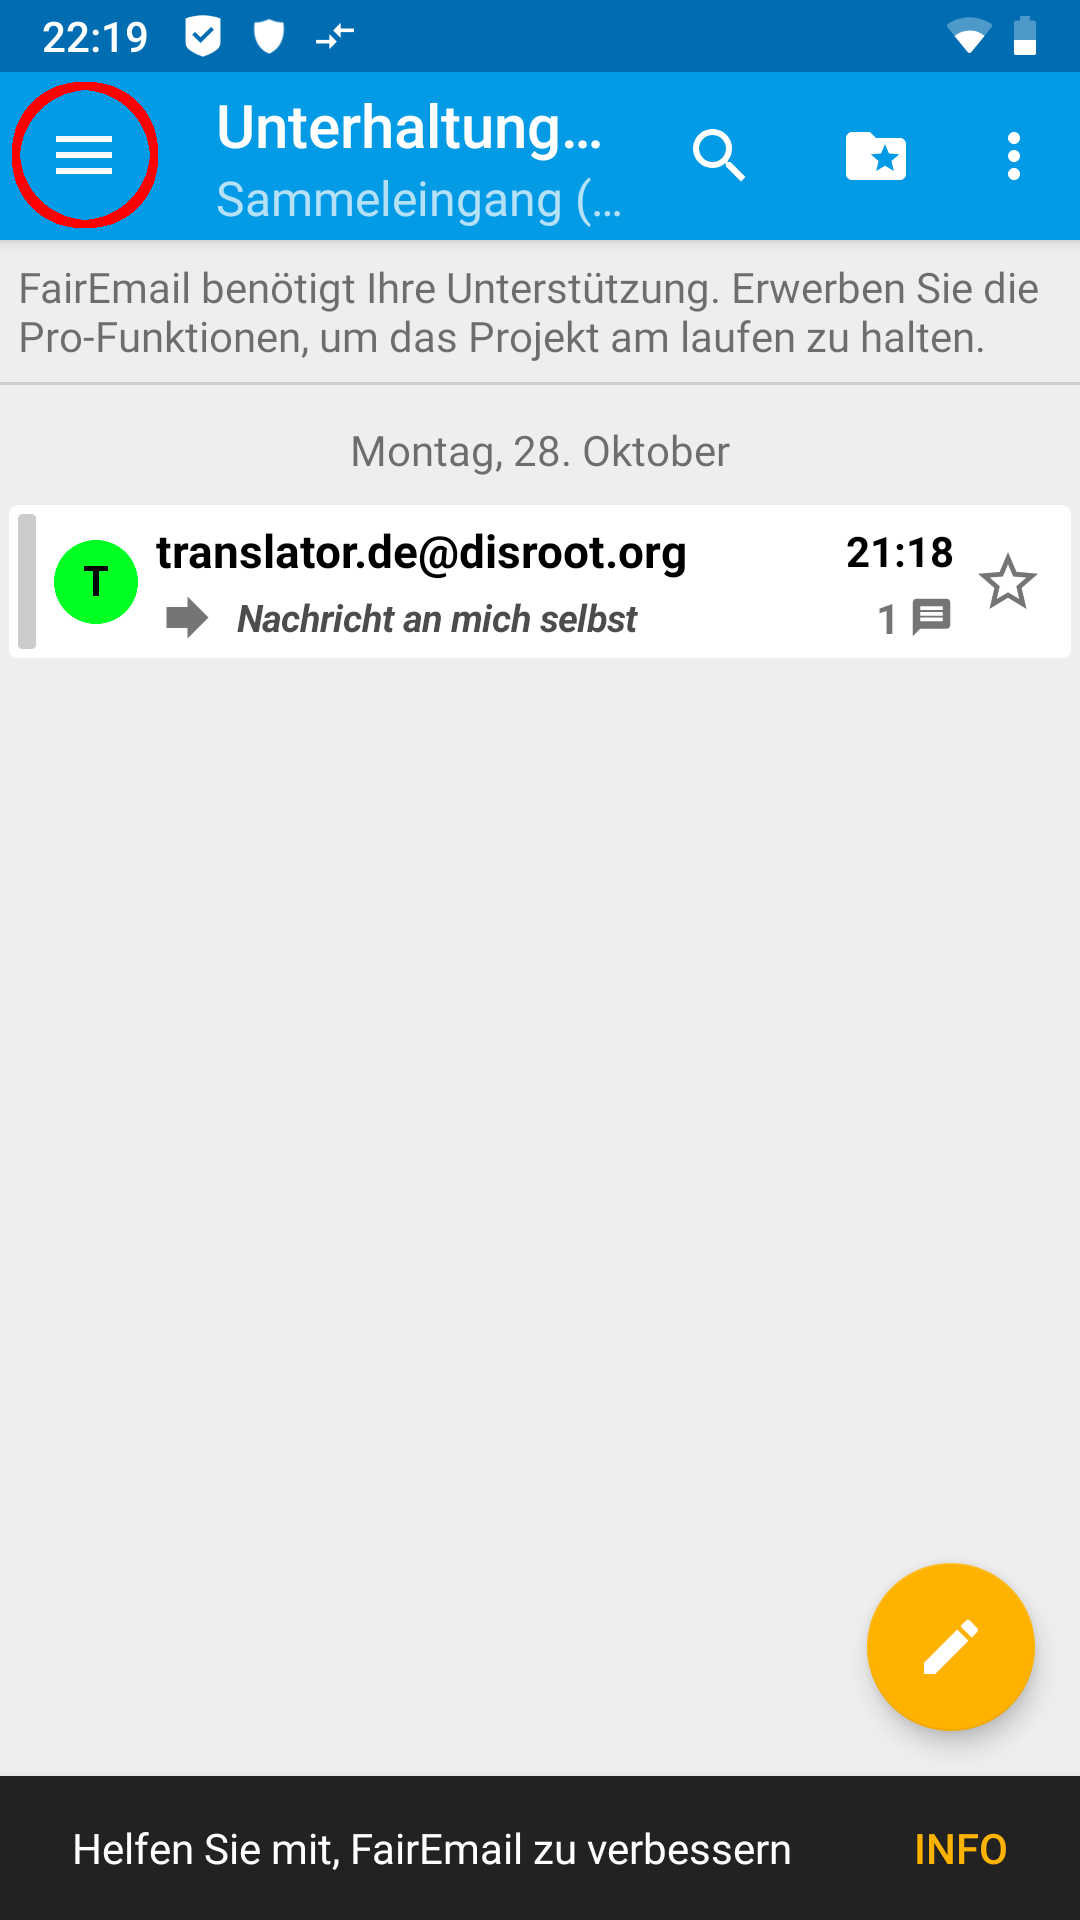 22:19
Unterhaltung...
Sammeleingang (...
FairEmail benötigt Ihre Unterstützung. Erwerben Sie die
Pro-Funktionen, um das Projekt am laufen zu halten.
Montag, 28. Oktober
T
translator.de@disroot.org
21:18
Nachricht an mich selbst
1
Helfen Sie mit, FairEmail zu verbessern
INFO